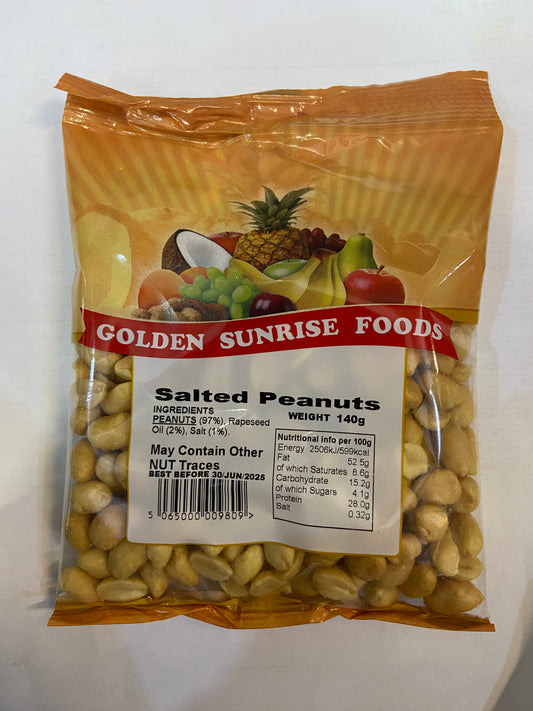 GOLDEN SUNRISE FOODS
Salted Peanuts
INGREDIENTS
WEIGHT 140g
PEANUTS (97%), Rapeseed
Oil (2%), Salt (1%).
May Contain Other
NUT Traces
BEST BEFORE 30/JUN/2025
5 065000 009809 >
Nutritional info per 100g
Energy 2506kJ/599kcal
Fat 52.5g
of which Saturates 8.6g
Carbohydrate 15.2g
of which Sugars 4.1g
Protein 28.0g
Salt 0.32g